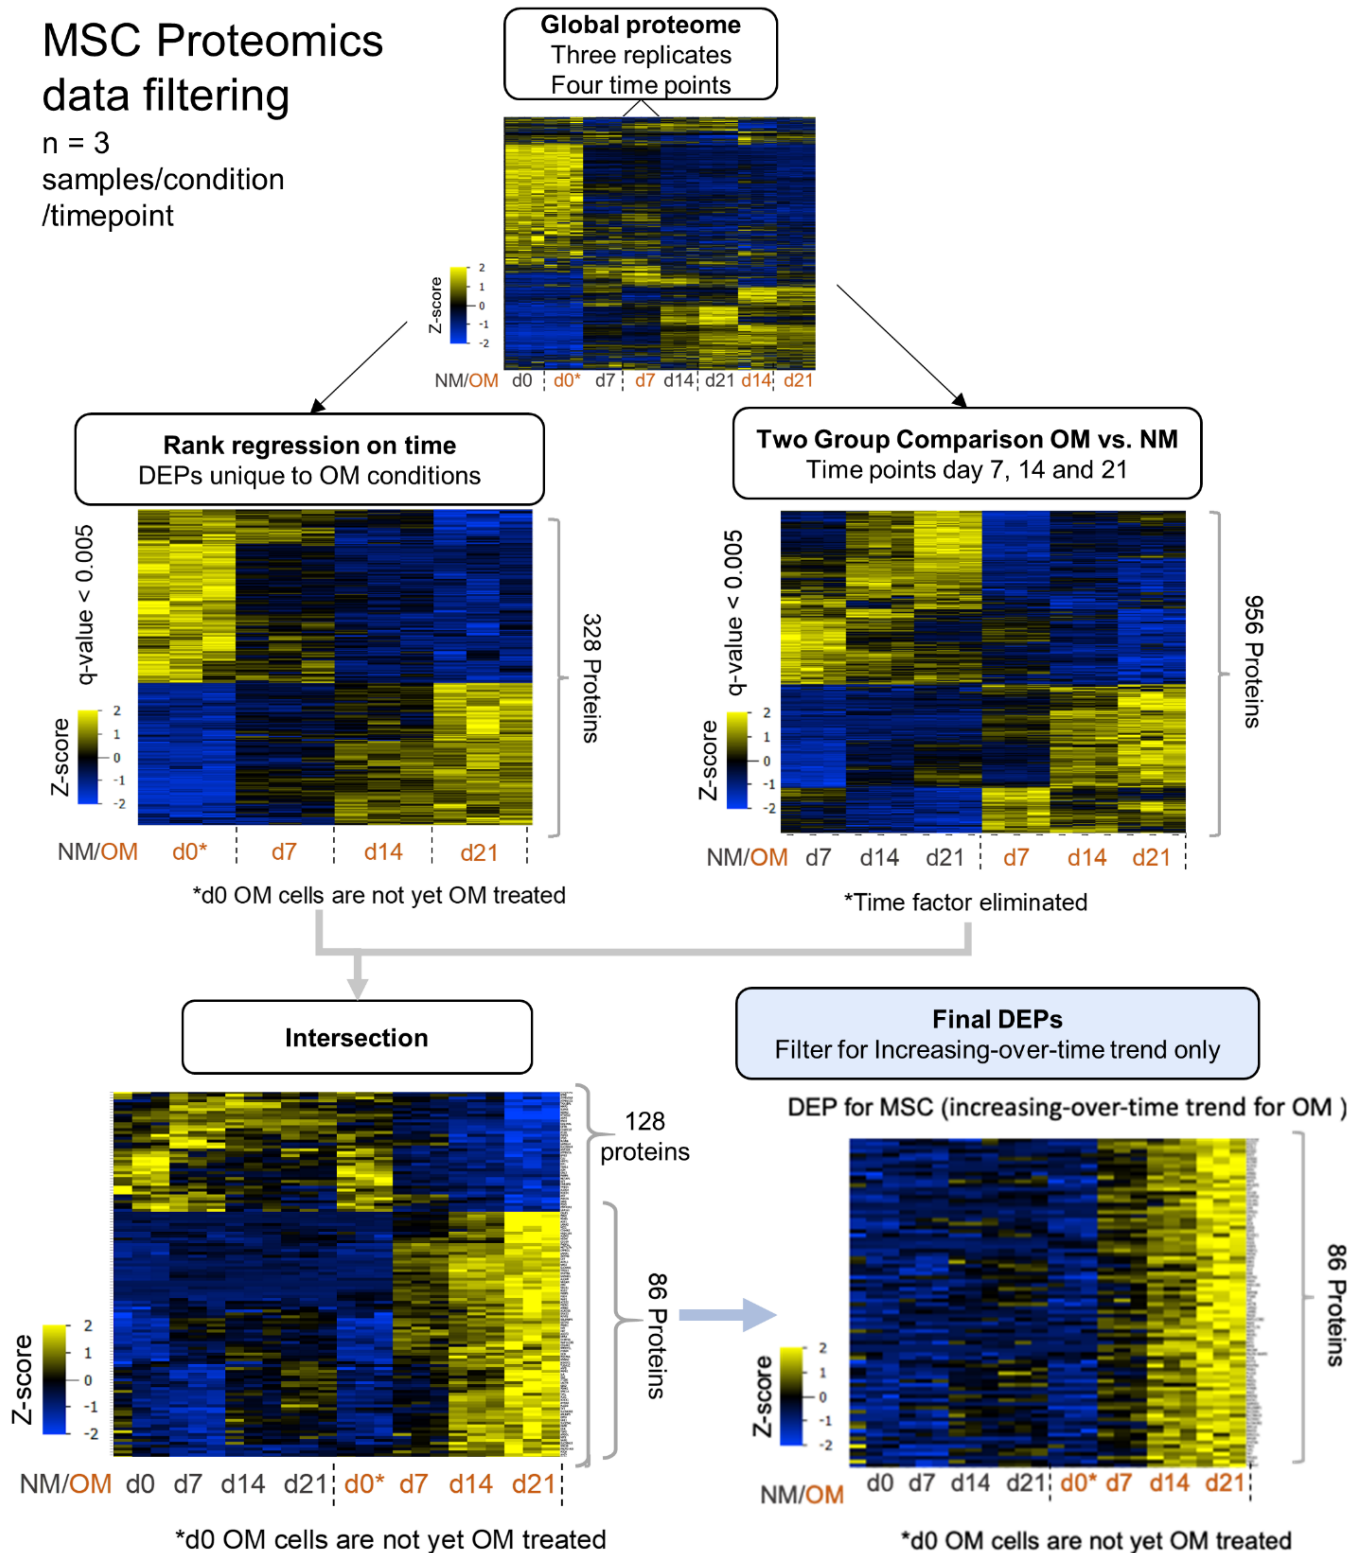 MSC Proteomics
data filtering
n = 3
samples/condition
/timepoint
Global proteome
Three replicates
Four time points
Z-score
2
1
0
-1
-2
NM/OM d0 d0* d7 d7 d14 d21 d14 d21
Rank regression on time
DEPs unique to OM conditions
q-value < 0.005
328 Proteins
Z-score
2
1
0
-1
-2
NM/OM d0* d7 d14 d21
*d0 OM cells are not yet OM treated
Two Group Comparison OM vs. NM
Time points day 7, 14 and 21
q-value < 0.005
956 Proteins
Z-score
2
1
0
-1
-2
NM/OM d7 d14 d21 d7 d14 d21
*Time factor eliminated
Intersection
128
proteins
86 Proteins
Z-score
2
1
0
-1
-2
NM/OM d0 d7 d14 d21 d0* d7 d14 d21
*d0 OM cells are not yet OM treated
Final DEPs
Filter for Increasing-over-time trend only
DEP for MSC (increasing-over-time trend for OM )
86 Proteins
Z-score
2
1
0
-1
-2
NM/OM d0 d7 d14 d21 d0* d7 d14 d21
*d0 OM cells are not yet OM treated